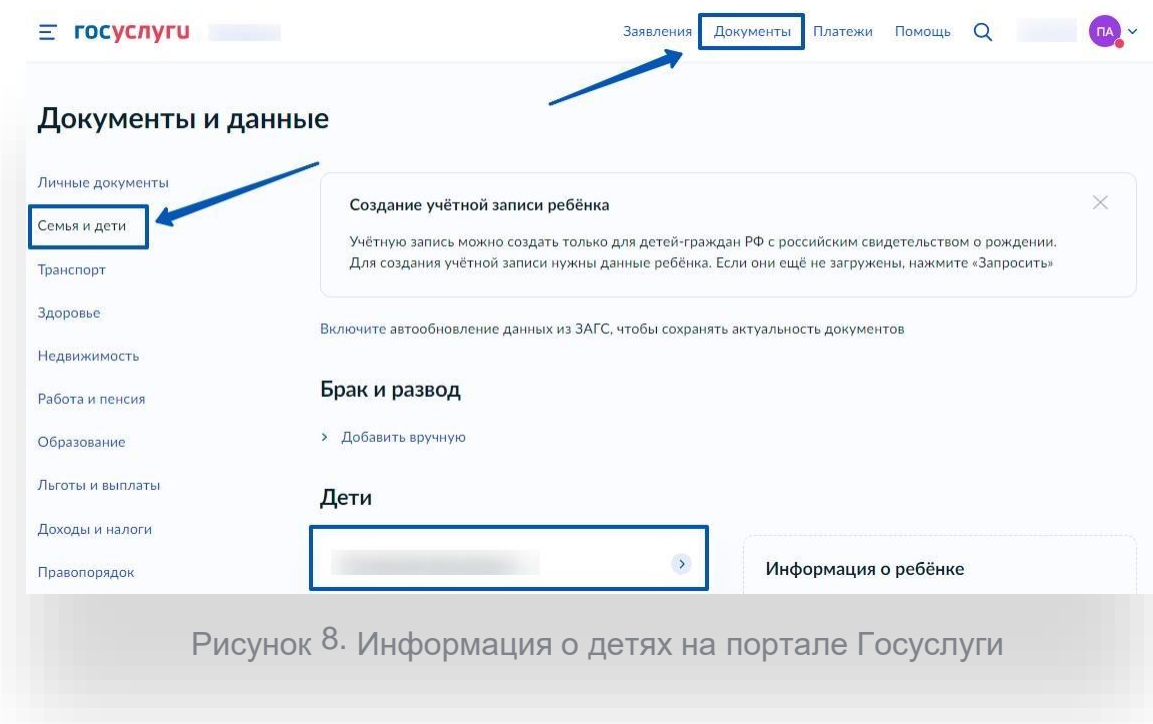 госуслуги
Заявления Документы Платежи Помощь ПА
Документы и данные
Личные документы
Семья и дети
Транспорт
Здоровье
Недвижимость
Работа и пенсия
Образование
Льготы и выплаты
Доходы и налоги
Правопорядок
Создание учётной записи ребёнка
Учётную запись можно создать только для детей-граждан РФ с российским свидетельством о рождении.
Для создания учётной записи нужны данные ребёнка. Если они ещё не загружены, нажмите «Запросить»
Включите автообновление данных из ЗАГС, чтобы сохранять актуальность документов
Брак и развод
Добавить вручную
Дети
Информация о ребёнке
Рисунок 8. Информация о детях на портале Госуслуги